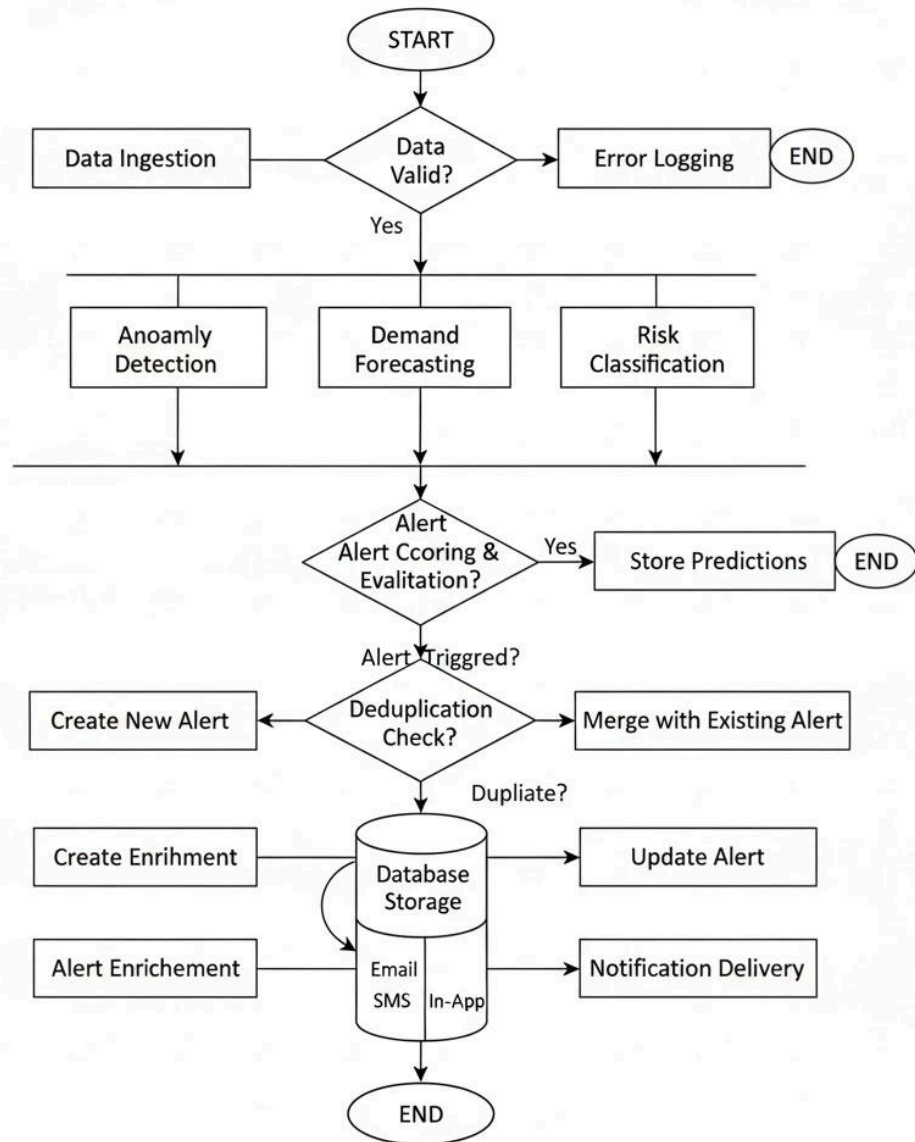 START
Data Ingestion
Data
Valid?
Error Logging
END
Yes
Anoamly
Detection
Demand
Forecasting
Risk
Classification
Alert
Alert Ccoring &
Evalitation?
Yes
Store Predictions
END
Alert Triggred?
Create New Alert
Deduplication
Check?
Merge with Existing Alert
Dupliate?
Create Enrihment
Database
Storage
Update Alert
Alert Enrichement
Email
SMS
In-App
Notification Delivery
END